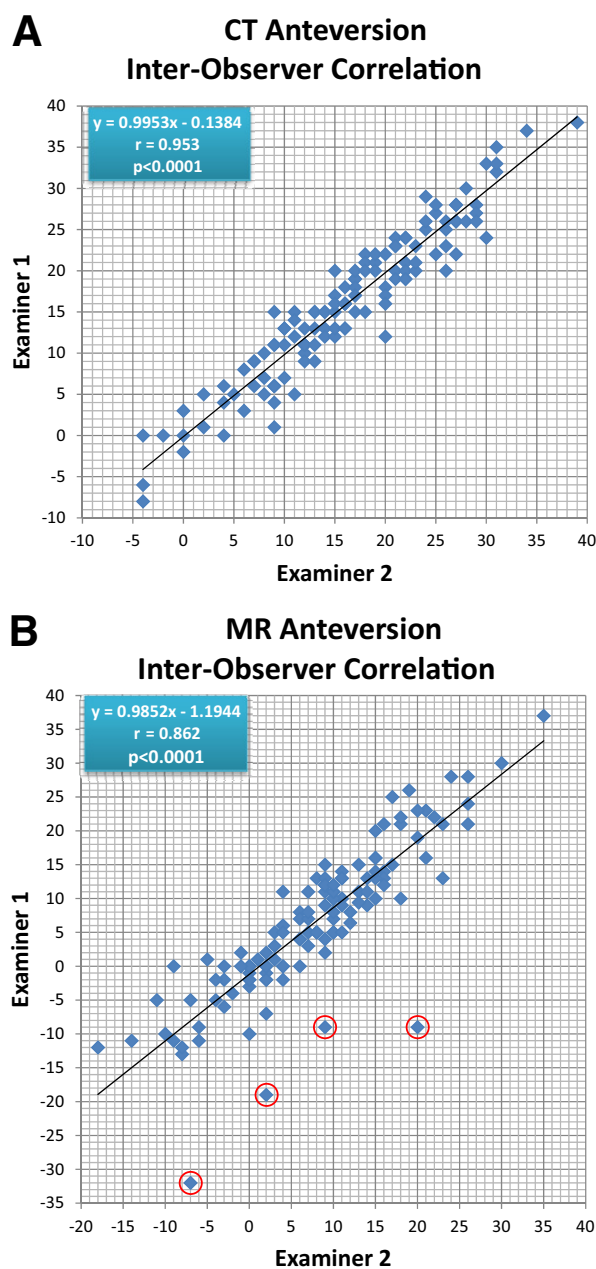 A
CT Anteversion
Inter-Observer Correlation
y = 0.9953x - 0.1384
r = 0.953
p<0.0001
40
35
30
25
20
15
10
5
0
-5
-10
Examiner 1
-10 -5 0 5 10 15 20 25 30 35 40
Examiner 2
B
MR Anteversion
Inter-Observer Correlation
y = 0.9852x - 1.1944
r = 0.862
p<0.0001
40
35
30
25
20
15
10
5
0
-5
-10
-15
-20
-25
-30
-35
Examiner 1
-20 -15 -10 -5 0 5 10 15 20 25 30 35 40
Examiner 2